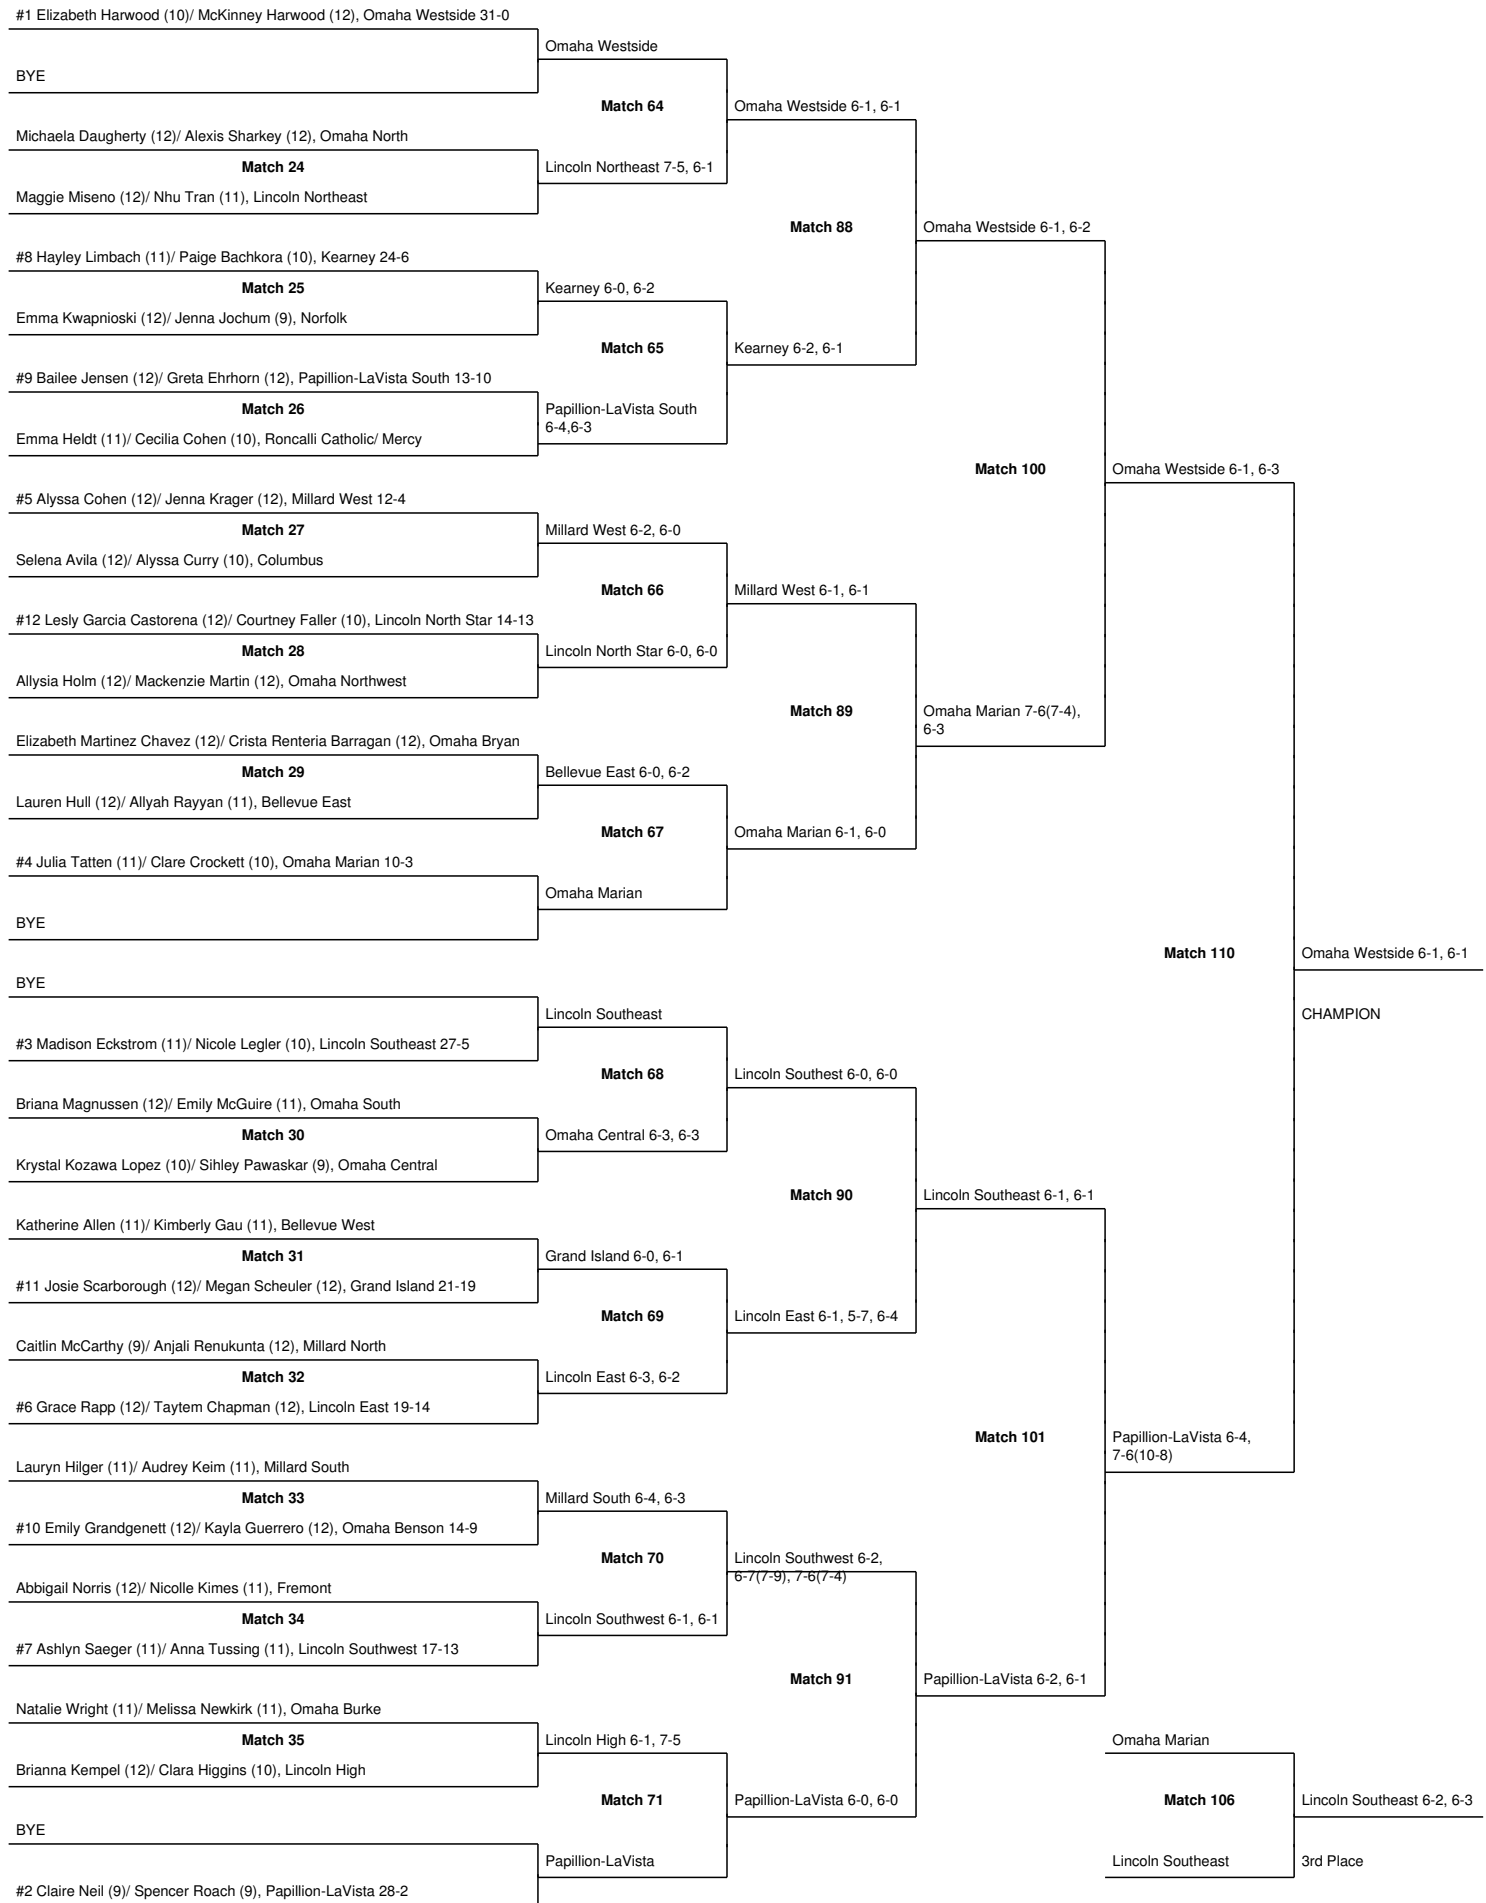 #1 Elizabeth Harwood (10)/ McKinney Harwood (12), Omaha Westside 31-0
Omaha Westside
BYE
Match 64
Omaha Westside 6-1, 6-1
Michaela Daugherty (12)/ Alexis Sharkey (12), Omaha North
Match 24
Lincoln Northeast 7-5, 6-1
Maggie Miseno (12)/ Nhu Tran (11), Lincoln Northeast
Match 88
Omaha Westside 6-1, 6-2
#8 Hayley Limbach (11)/ Paige Bachkora (10), Kearney 24-6
Match 25
Kearney 6-0, 6-2
Emma Kwapnioski (12)/ Jenna Jochum (9), Norfolk
Match 65
Kearney 6-2, 6-1
#9 Bailee Jensen (12)/ Greta Ehrhorn (12), Papillion-LaVista South 13-10
Match 26
Papillion-LaVista South
6-4,6-3
Emma Heldt (11)/ Cecilia Cohen (10), Roncalli Catholic/ Mercy
Match 100
Omaha Westside 6-1, 6-3
#5 Alyssa Cohen (12)/ Jenna Krager (12), Millard West 12-4
Match 27
Millard West 6-2, 6-0
Selena Avila (12)/ Alyssa Curry (10), Columbus
Match 66
Millard West 6-1, 6-1
#12 Lesly Garcia Castorena (12)/ Courtney Faller (10), Lincoln North Star 14-13
Match 28
Lincoln North Star 6-0, 6-0
Allysia Holm (12)/ Mackenzie Martin (12), Omaha Northwest
Match 89
Omaha Marian 7-6(7-4),
6-3
Elizabeth Martinez Chavez (12)/ Crista Renteria Barragan (12), Omaha Bryan
Match 29
Bellevue East 6-0, 6-2
Lauren Hull (12)/ Allyah Rayyan (11), Bellevue East
Match 67
Omaha Marian 6-1, 6-0
#4 Julia Tatten (11)/ Clare Crockett (10), Omaha Marian 10-3
Omaha Marian
BYE
Match 110
Omaha Westside 6-1, 6-1
BYE
Lincoln Southeast
CHAMPION
#3 Madison Eckstrom (11)/ Nicole Legler (10), Lincoln Southeast 27-5
Match 68
Lincoln Southest 6-0, 6-0
Briana Magnussen (12)/ Emily McGuire (11), Omaha South
Match 30
Omaha Central 6-3, 6-3
Krystal Kozawa Lopez (10)/ Sihley Pawaskar (9), Omaha Central
Match 90
Lincoln Southeast 6-1, 6-1
Katherine Allen (11)/ Kimberly Gau (11), Bellevue West
Match 31
Grand Island 6-0, 6-1
#11 Josie Scarborough (12)/ Megan Scheuler (12), Grand Island 21-19
Match 69
Lincoln East 6-1, 5-7, 6-4
Caitlin McCarthy (9)/ Anjali Renukunta (12), Millard North
Match 32
Lincoln East 6-3, 6-2
#6 Grace Rapp (12)/ Taytem Chapman (12), Lincoln East 19-14
Match 101
Papillion-LaVista 6-4,
7-6(10-8)
Lauryn Hilger (11)/ Audrey Keim (11), Millard South
Match 33
Millard South 6-4, 6-3
#10 Emily Grandgenett (12)/ Kayla Guerrero (12), Omaha Benson 14-9
Match 70
Lincoln Southwest 6-2,
6-7(7-9), 7-6(7-4)
Abbigail Norris (12)/ Nicolle Kimes (11), Fremont
Match 34
Lincoln Southwest 6-1, 6-1
#7 Ashlyn Saeger (11)/ Anna Tussing (11), Lincoln Southwest 17-13
Match 91
Papillion-LaVista 6-2, 6-1
Natalie Wright (11)/ Melissa Newkirk (11), Omaha Burke
Match 35
Lincoln High 6-1, 7-5
Omaha Marian
Brianna Kempel (12)/ Clara Higgins (10), Lincoln High
Match 71
Papillion-LaVista 6-0, 6-0
Match 106
Lincoln Southeast 6-2, 6-3
BYE
Papillion-LaVista
Lincoln Southeast
3rd Place
#2 Claire Neil (9)/ Spencer Roach (9), Papillion-LaVista 28-2